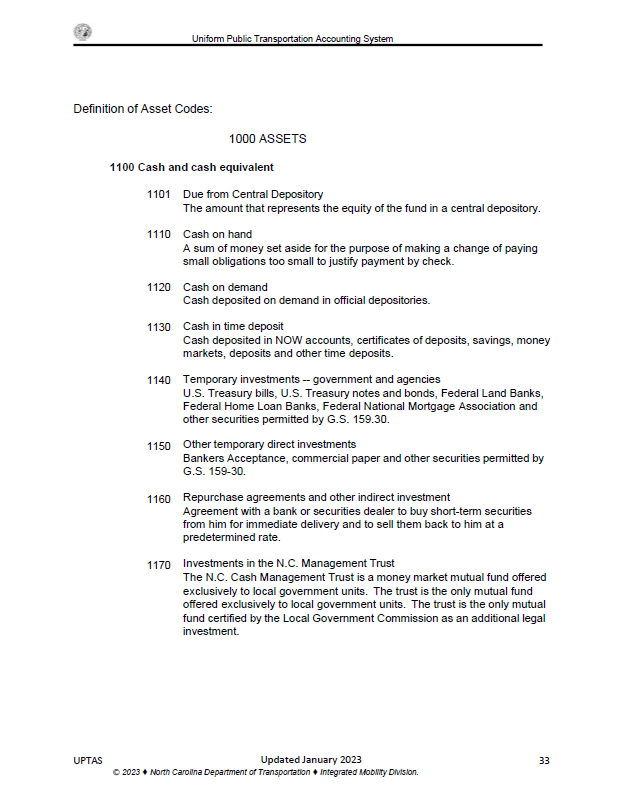 Uniform Public Transportation Accounting System
Definition of Asset Codes:
1000 ASSETS
1100 Cash and cash equivalent
1101 Due from Central Depository
The amount that represents the equity of the fund in a central depository.
1110 Cash on hand
A sum of money set aside for the purpose of making a change of paying
small obligations too small to justify payment by check.
1120 Cash on demand
Cash deposited on demand in official depositories.
1130 Cash in time deposit
Cash deposited in NOW accounts, certificates of deposits, savings, money
markets, deposits and other time deposits.
1140 Temporary investments -- government and agencies
U.S. Treasury bills, U.S. Treasury notes and bonds, Federal Land Banks,
Federal Home Loan Banks, Federal National Mortgage Association and
other securities permitted by G.S. 159.30.
1150 Other temporary direct investments
Bankers Acceptance, commercial paper and other securities permitted by
G.S. 159-30.
1160 Repurchase agreements and other indirect investment
Agreement with a bank or securities dealer to buy short-term securities
from him for immediate delivery and to sell them back to him at a
predetermined rate.
1170 Investments in the N.C. Management Trust
The N.C. Cash Management Trust is a money market mutual fund offered
exclusively to local government units. The trust is the only mutual fund
offered exclusively to local government units. The trust is the only mutual
fund certified by the Local Government Commission as an additional legal
investment.
UPTAS Updated January 2023 33
© 2023 ♦ North Carolina Department of Transportation ♦ Integrated Mobility Division.